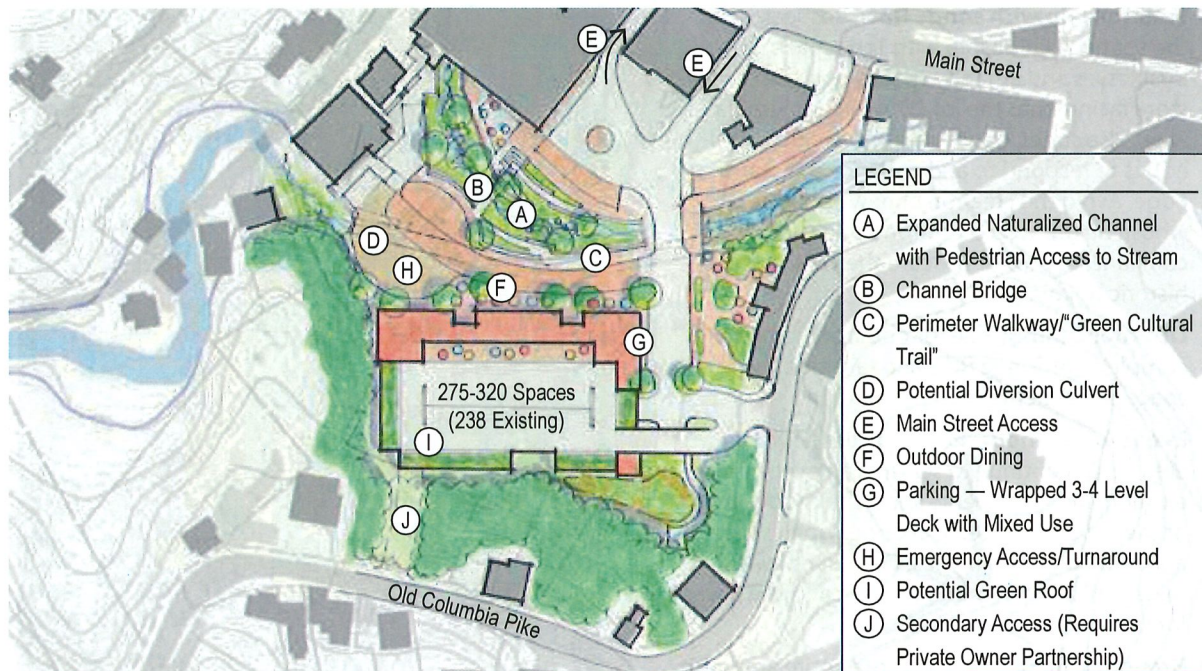 E
E
Main Street
B
A
D
H
C
F
G
275-320 Spaces
(238 Existing)
I
J
Old Columbia Pike
LEGEND
A Expanded Naturalized Channel
with Pedestrian Access to Stream
B Channel Bridge
C Perimeter Walkway/"Green Cultural
Trail"
D Potential Diversion Culvert
E Main Street Access
F Outdoor Dining
G Parking — Wrapped 3-4 Level
Deck with Mixed Use
H Emergency Access/Turnaround
I Potential Green Roof
J Secondary Access (Requires
Private Owner Partnership)